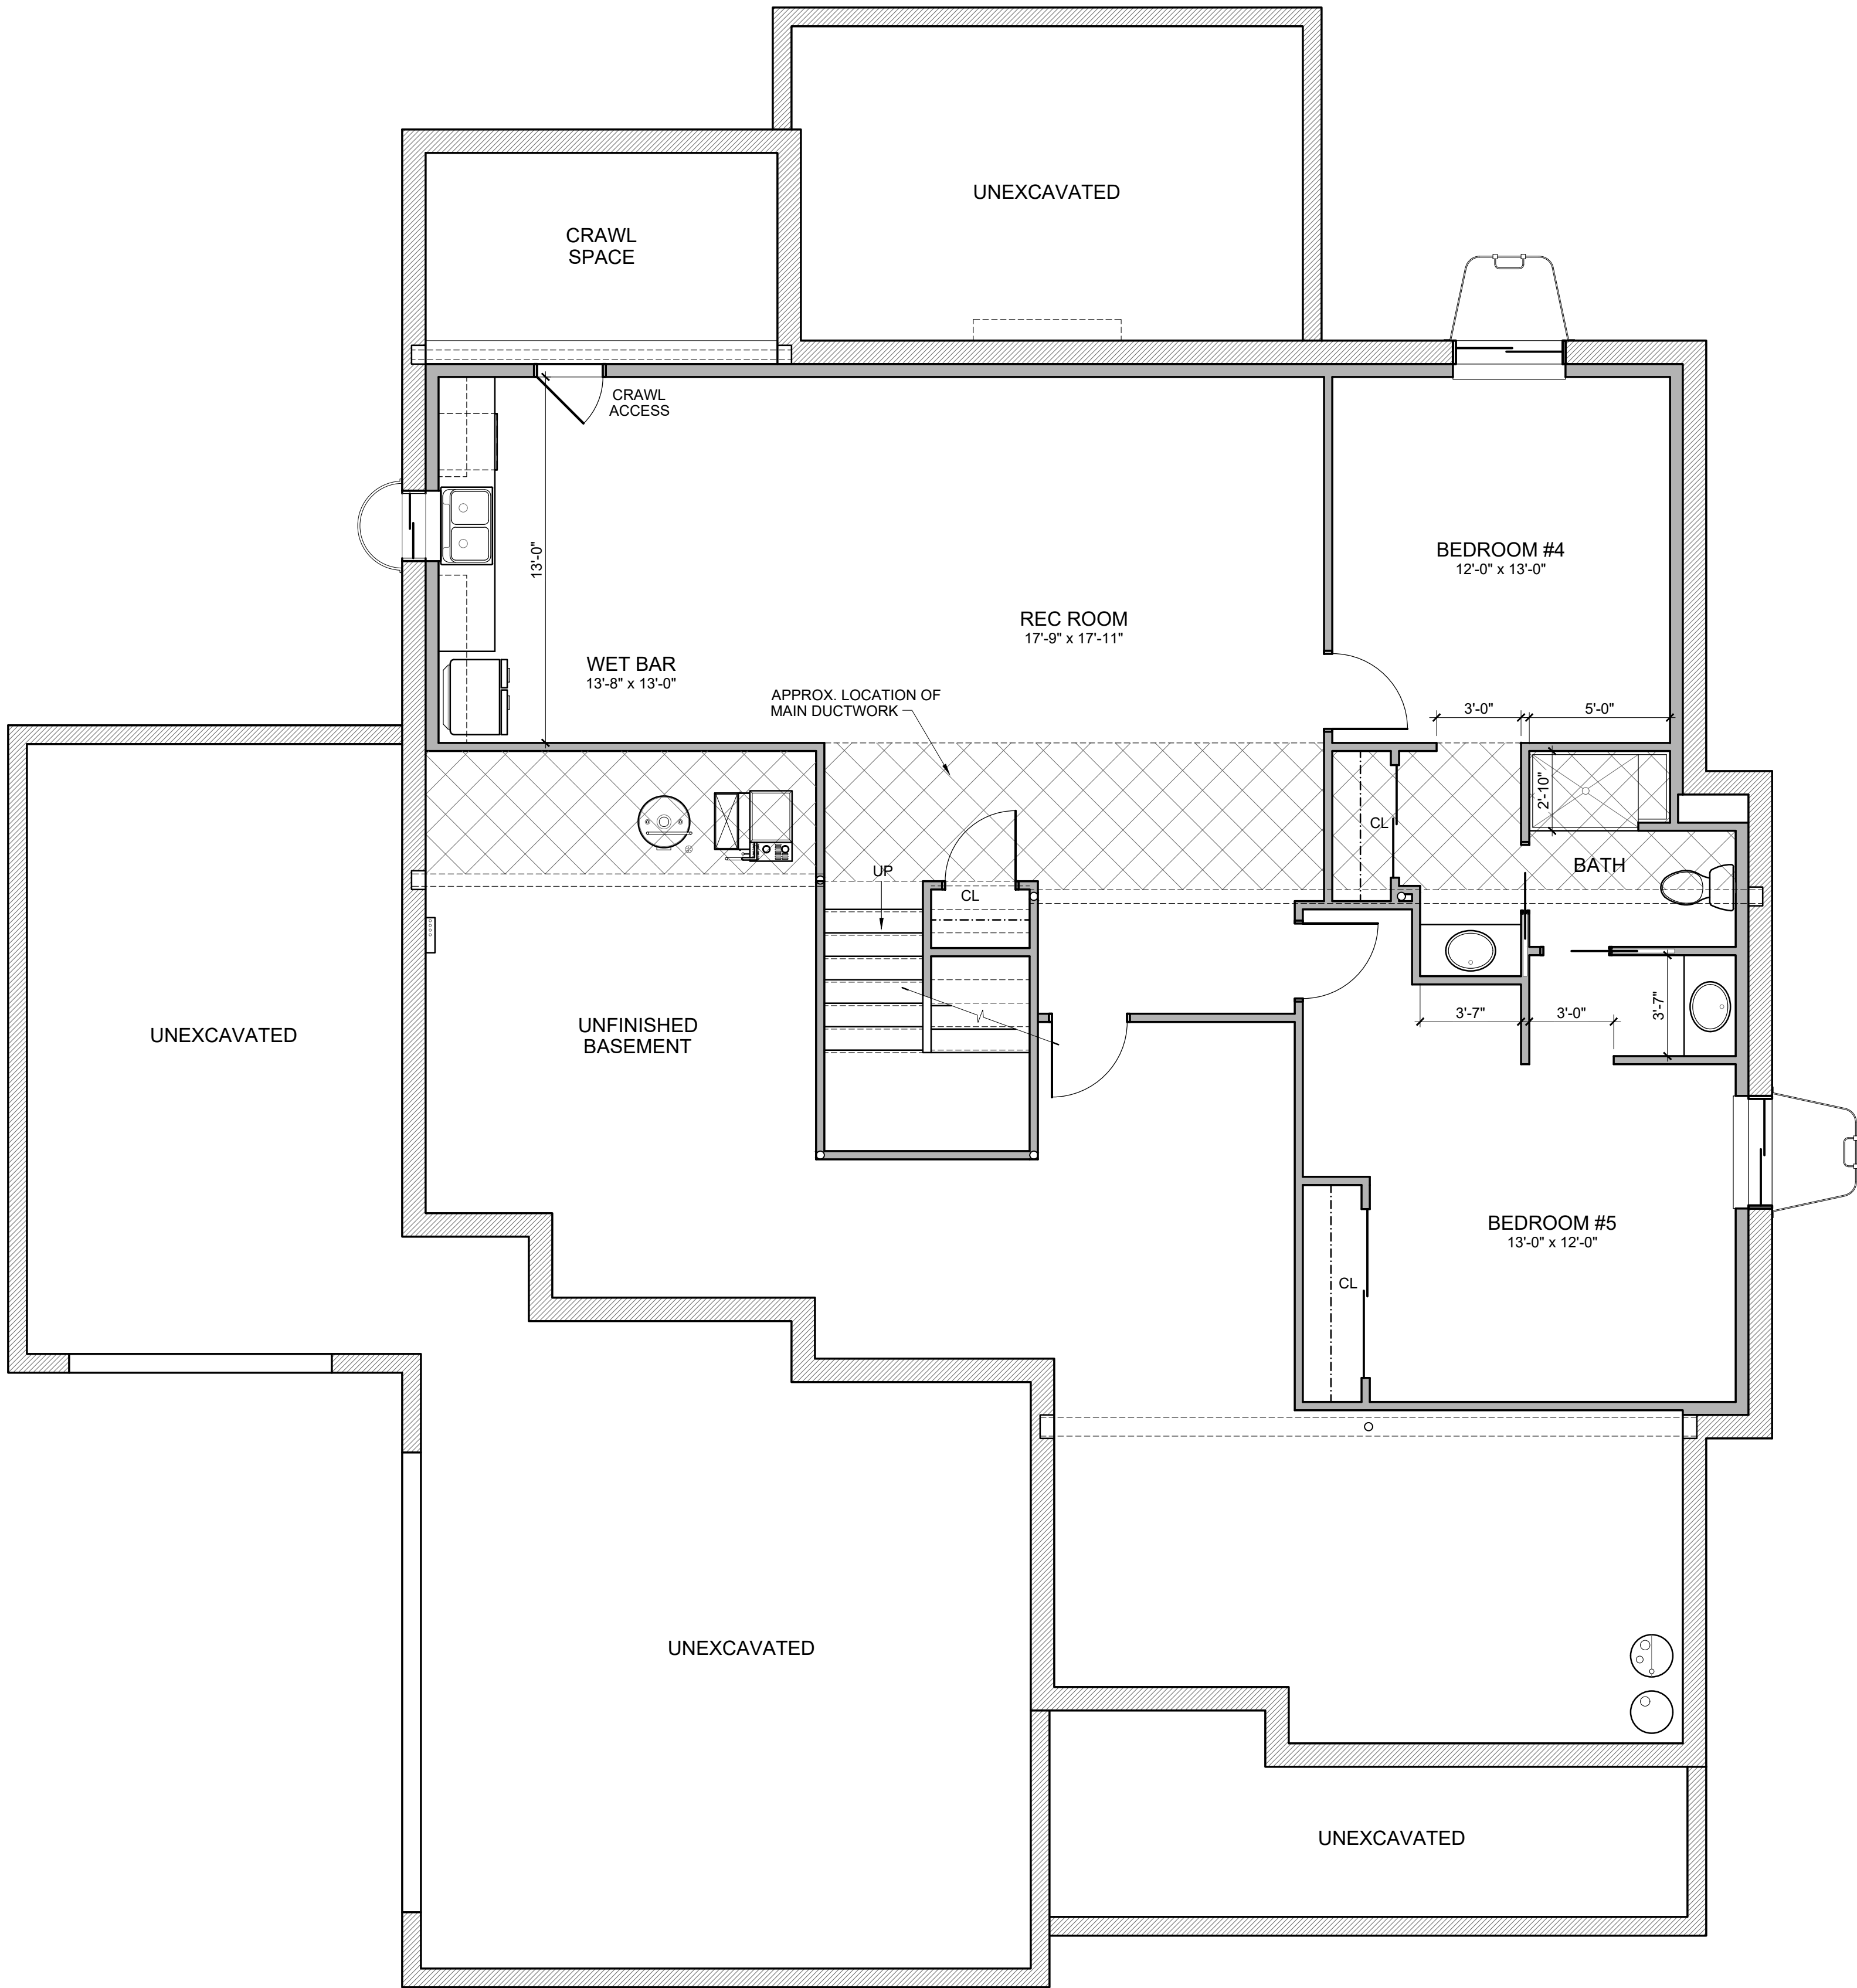 UNEXCAVATED
CRAWL
SPACE
CRAWL
ACCESS
13'-0"
BEDROOM #4
12'-0" x 13'-0"
REC ROOM
17'-9" x 17'-11"
WET BAR
13'-8" x 13'-0"
APPROX. LOCATION OF
MAIN DUCTWORK
3'-0"
5'-0"
2'-10"
CL
BATH
UP
CL
UNEXCAVATED
UNFINISHED
BASEMENT
3'-7"
3'-0"
3'-7"
BEDROOM #5
13'-0" x 12'-0"
CL
UNEXCAVATED
UNEXCAVATED